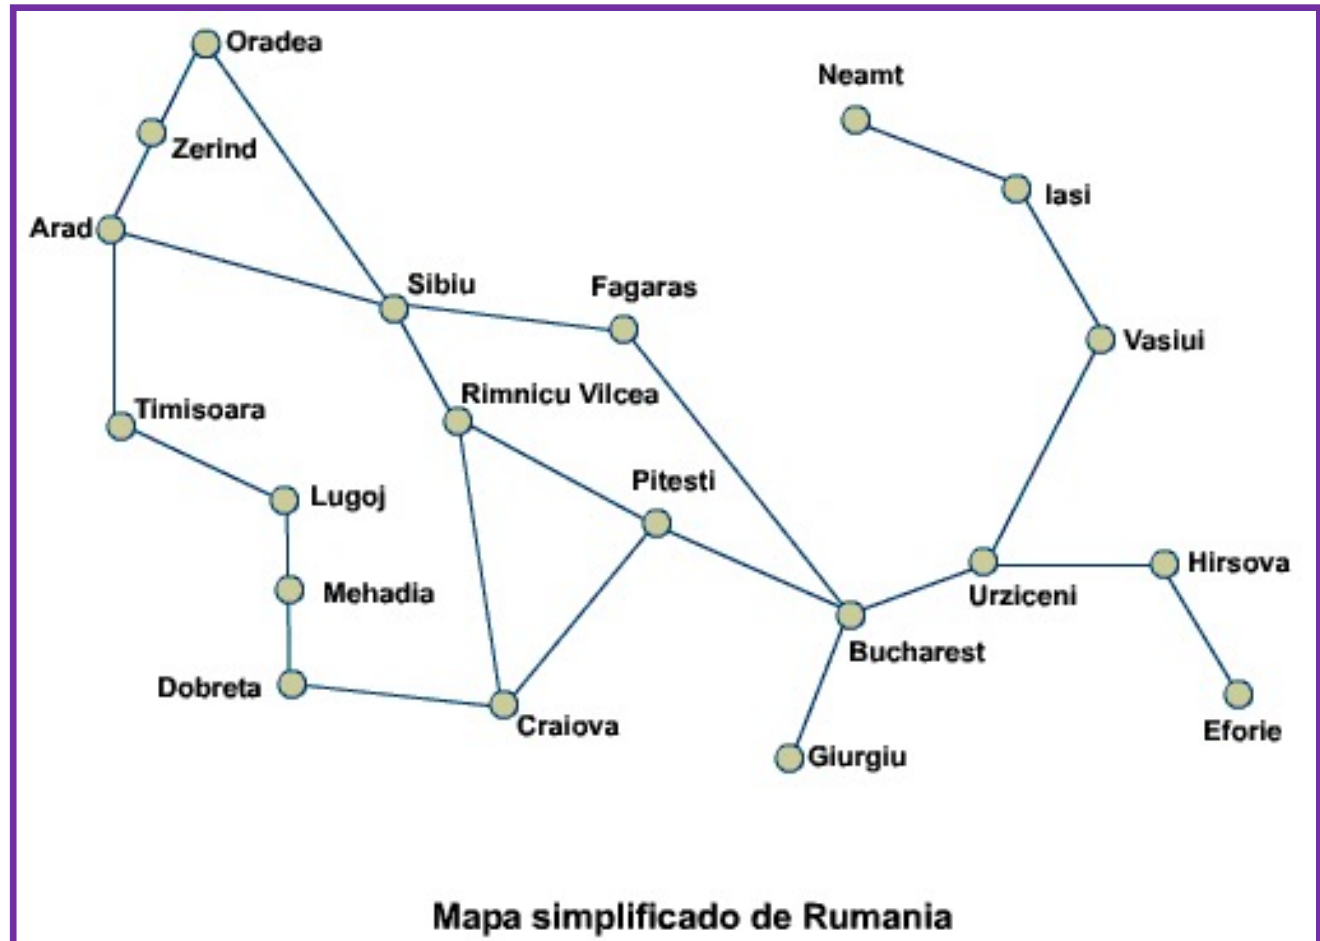 Oradea
Neamt
Zerind
Iasi
Arad
Sibiu
Fagaras
Vasiui
Rimnicu Vilcea
Timisoara
Pitesti
Lugoj
Hirsova
Mehadia
Urziceni
Bucharest
Dobreta
Craiova
Eforie
Giurgiu
Mapa simplificado de Rumania